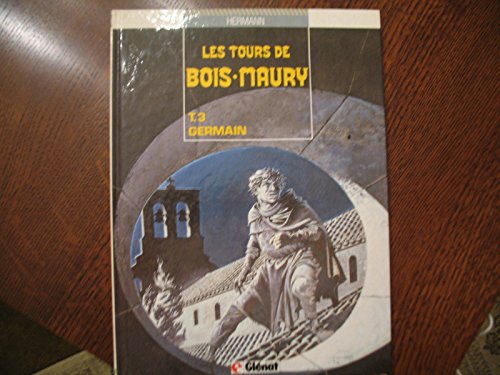 HERMANN
LES TOURS DE
BOIS-MAURY
T.3
GERMAIN
Glénat